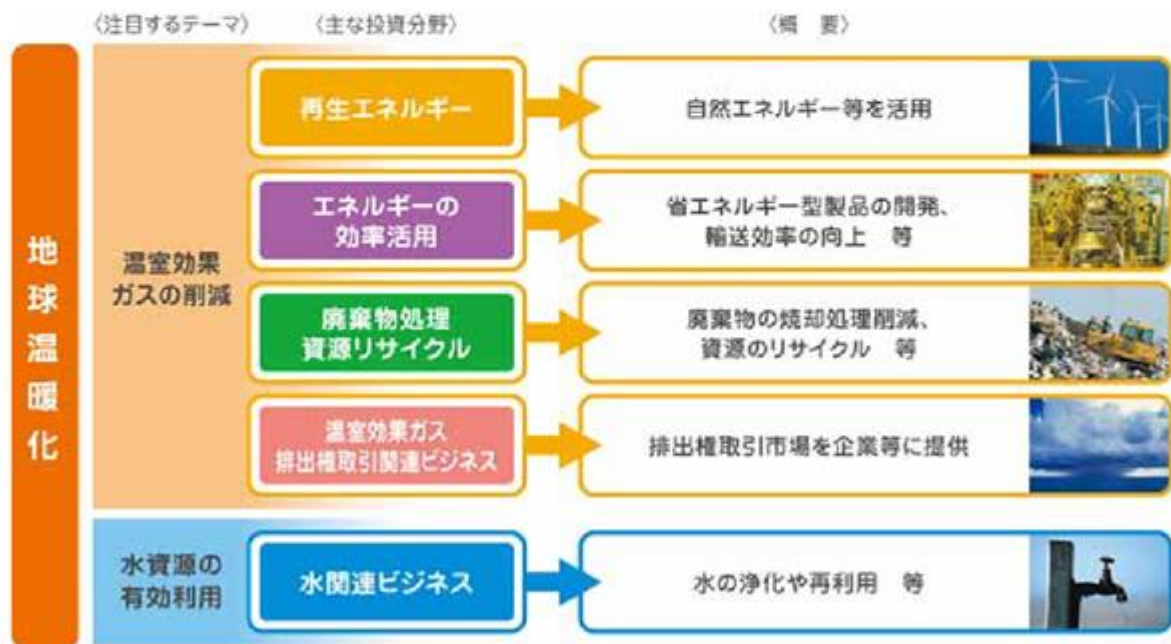 〈注目するテーマ〉
〈主な投資分野〉
〈概　要〉
地球温暖化
温室効果
ガスの削減
再生エネルギー
自然エネルギー等を活用
エネルギーの
効率活用
省エネルギー型製品の開発、
輸送効率の向上　等
廃棄物処理
資源リサイクル
廃棄物の焼却処理削減、
資源のリサイクル　等
温室効果ガス
排出権取引関連ビジネス
排出権取引市場を企業等に提供
水資源の
有効利用
水関連ビジネス
水の浄化や再利用　等